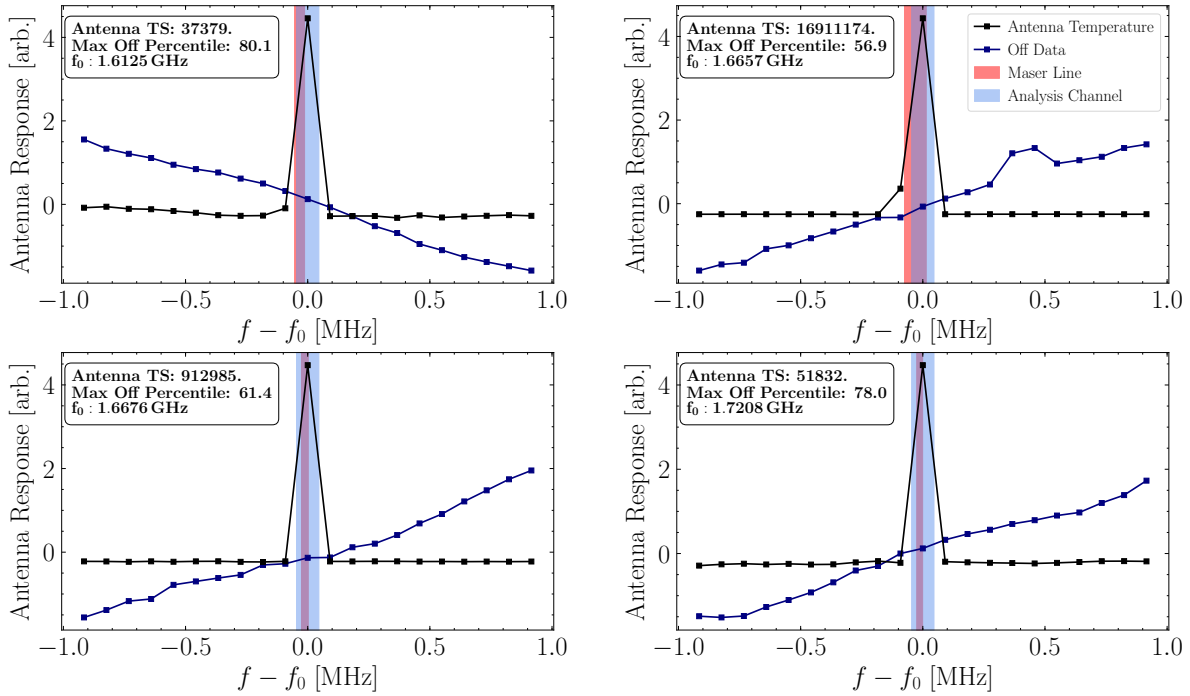 Antenna TS: 37379.
Max Off Percentile: 80.1
f₀ : 1.6125 GHz
Antenna Response [arb.]
4
2
0
−1.0 −0.5 0.0 0.5 1.0
f − f₀ [MHz]
Antenna TS: 16911174.
Max Off Percentile: 56.9
f₀ : 1.6657 GHz
Antenna Temperature
Off Data
Maser Line
Analysis Channel
Antenna Response [arb.]
4
2
0
−1.0 −0.5 0.0 0.5 1.0
f − f₀ [MHz]
Antenna TS: 912985.
Max Off Percentile: 61.4
f₀ : 1.6676 GHz
Antenna Response [arb.]
4
2
0
−1.0 −0.5 0.0 0.5 1.0
f − f₀ [MHz]
Antenna TS: 51832.
Max Off Percentile: 78.0
f₀ : 1.7208 GHz
Antenna Response [arb.]
4
2
0
−1.0 −0.5 0.0 0.5 1.0
f − f₀ [MHz]